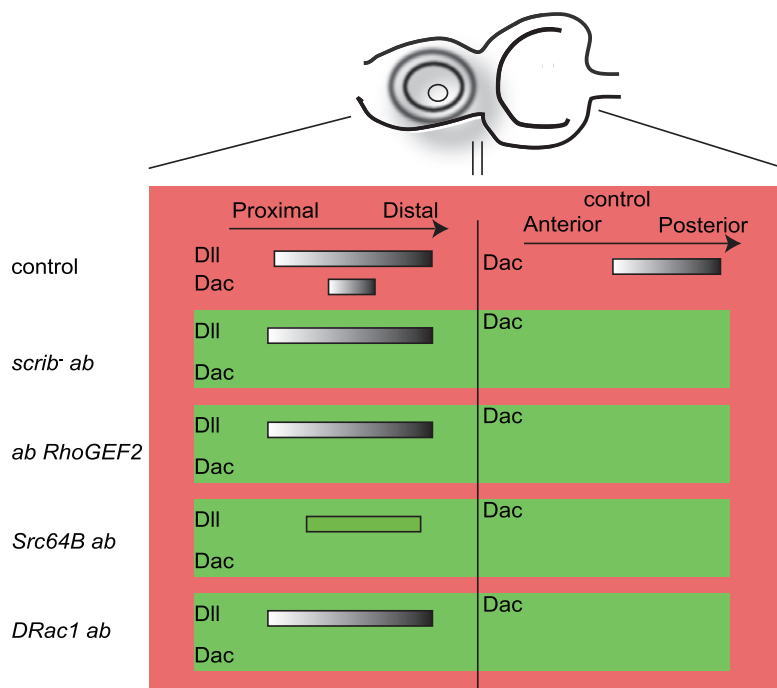 control
Proximal Distal
Anterior Posterior
control
Dll
Dac
Dac
scrib- ab
Dll
Dac
Dac
ab RhoGEF2
Dll
Dac
Dac
Src64B ab
Dll
Dac
Dac
DRac1 ab
Dll
Dac
Dac